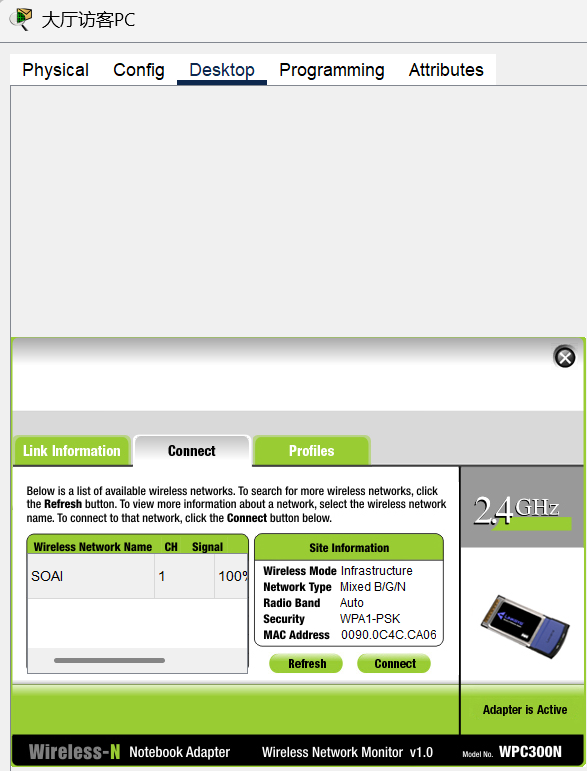 大厅访客PC
Physical Config Desktop Programming Attributes
Link Information Connect Profiles
Below is a list of available wireless networks. To search for more wireless networks, click
the Refresh button. To view more information about a network, select the wireless network
name. To connect to that network, click the Connect button below.
2.4GHz
Wireless Network Name CH Signal
SOAI 1 100%
Site Information
Wireless Mode Infrastructure
Network Type Mixed B/G/N
Radio Band Auto
Security WPA1-PSK
MAC Address 0090.0C4C.CA06
Refresh Connect
Adapter is Active
Wireless-N Notebook Adapter Wireless Network Monitor v1.0 Model No. WPC300N